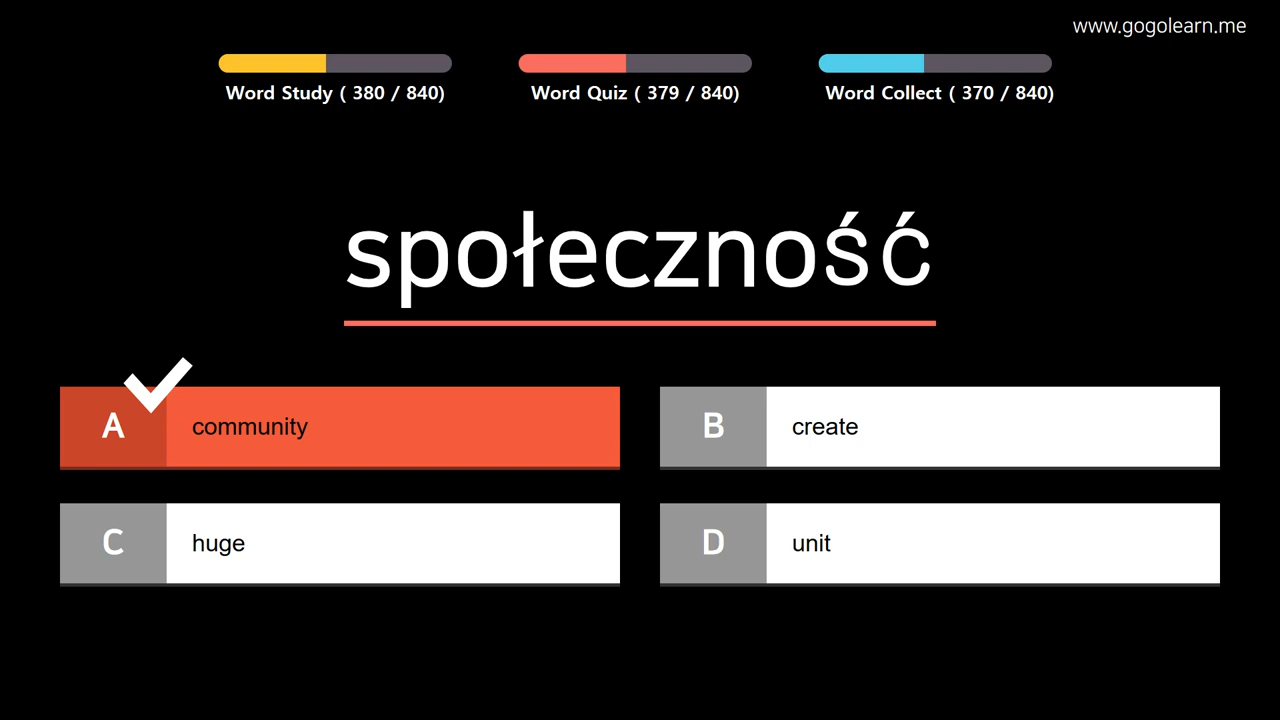 www.gogolearn.me
Word Study ( 380 / 840)
Word Quiz ( 379 / 840)
Word Collect ( 370 / 840)
społeczność
A community
B create
C huge
D unit